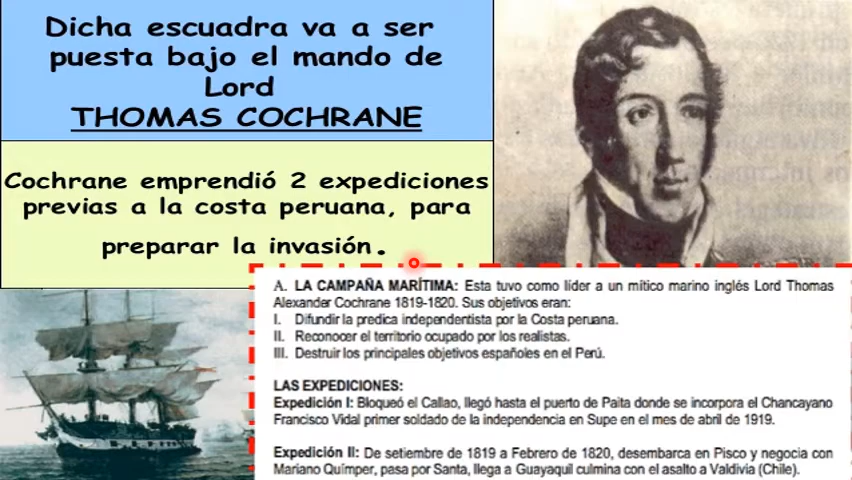 Dicha escuadra va a ser
puesta bajo el mando de
Lord
THOMAS COCHRANE
Cochrane emprendió 2 expediciones
previas a la costa peruana, para
preparar la invasión.
A. LA CAMPAÑA MARÍTIMA: Esta tuvo como líder a un mítico marino inglés Lord Thomas
Alexander Cochrane 1819-1820. Sus objetivos eran:
I. Difundir la predica independentista por la Costa peruana.
II. Reconocer el territorio ocupado por los realistas.
III. Destruir los principales objetivos españoles en el Perú.
LAS EXPEDICIONES:
Expedición I: Bloqueó el Callao, llegó hasta el puerto de Paita donde se incorpora el Chancayano
Francisco Vidal primer soldado de la independencia en Supe en el mes de abril de 1919.
Expedición II: De setiembre de 1819 a Febrero de 1820, desembarca en Pisco y negocia con
Mariano Químper, pasa por Santa, llega a Guayaquil culmina con el asalto a Valdivia (Chile).